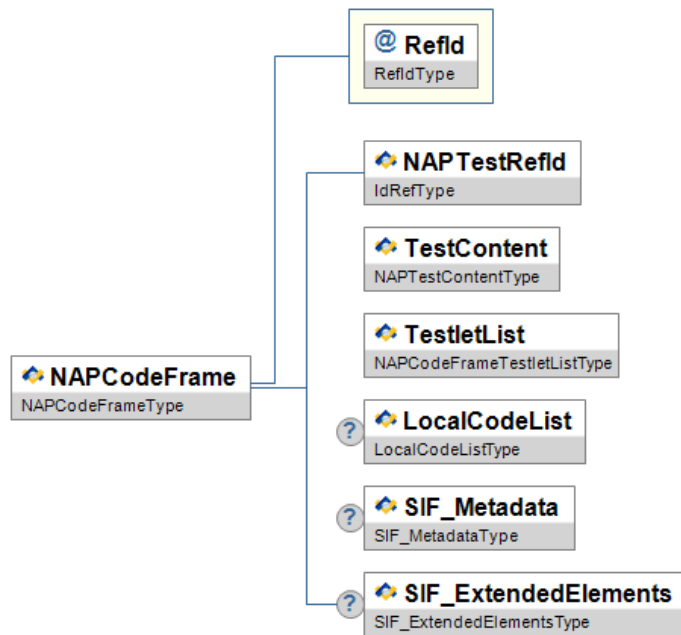 @ RefId
RefIdType
NAPTestRefId
IdRefType
TestContent
NAPTestContentType
TestletList
NAPCodeFrameTestletListType
NAPCodeFrame
NAPCodeFrameType
? LocalCodeList
LocalCodeListType
? SIF_Metadata
SIF_MetadataType
? SIF_ExtendedElements
SIF_ExtendedElementsType